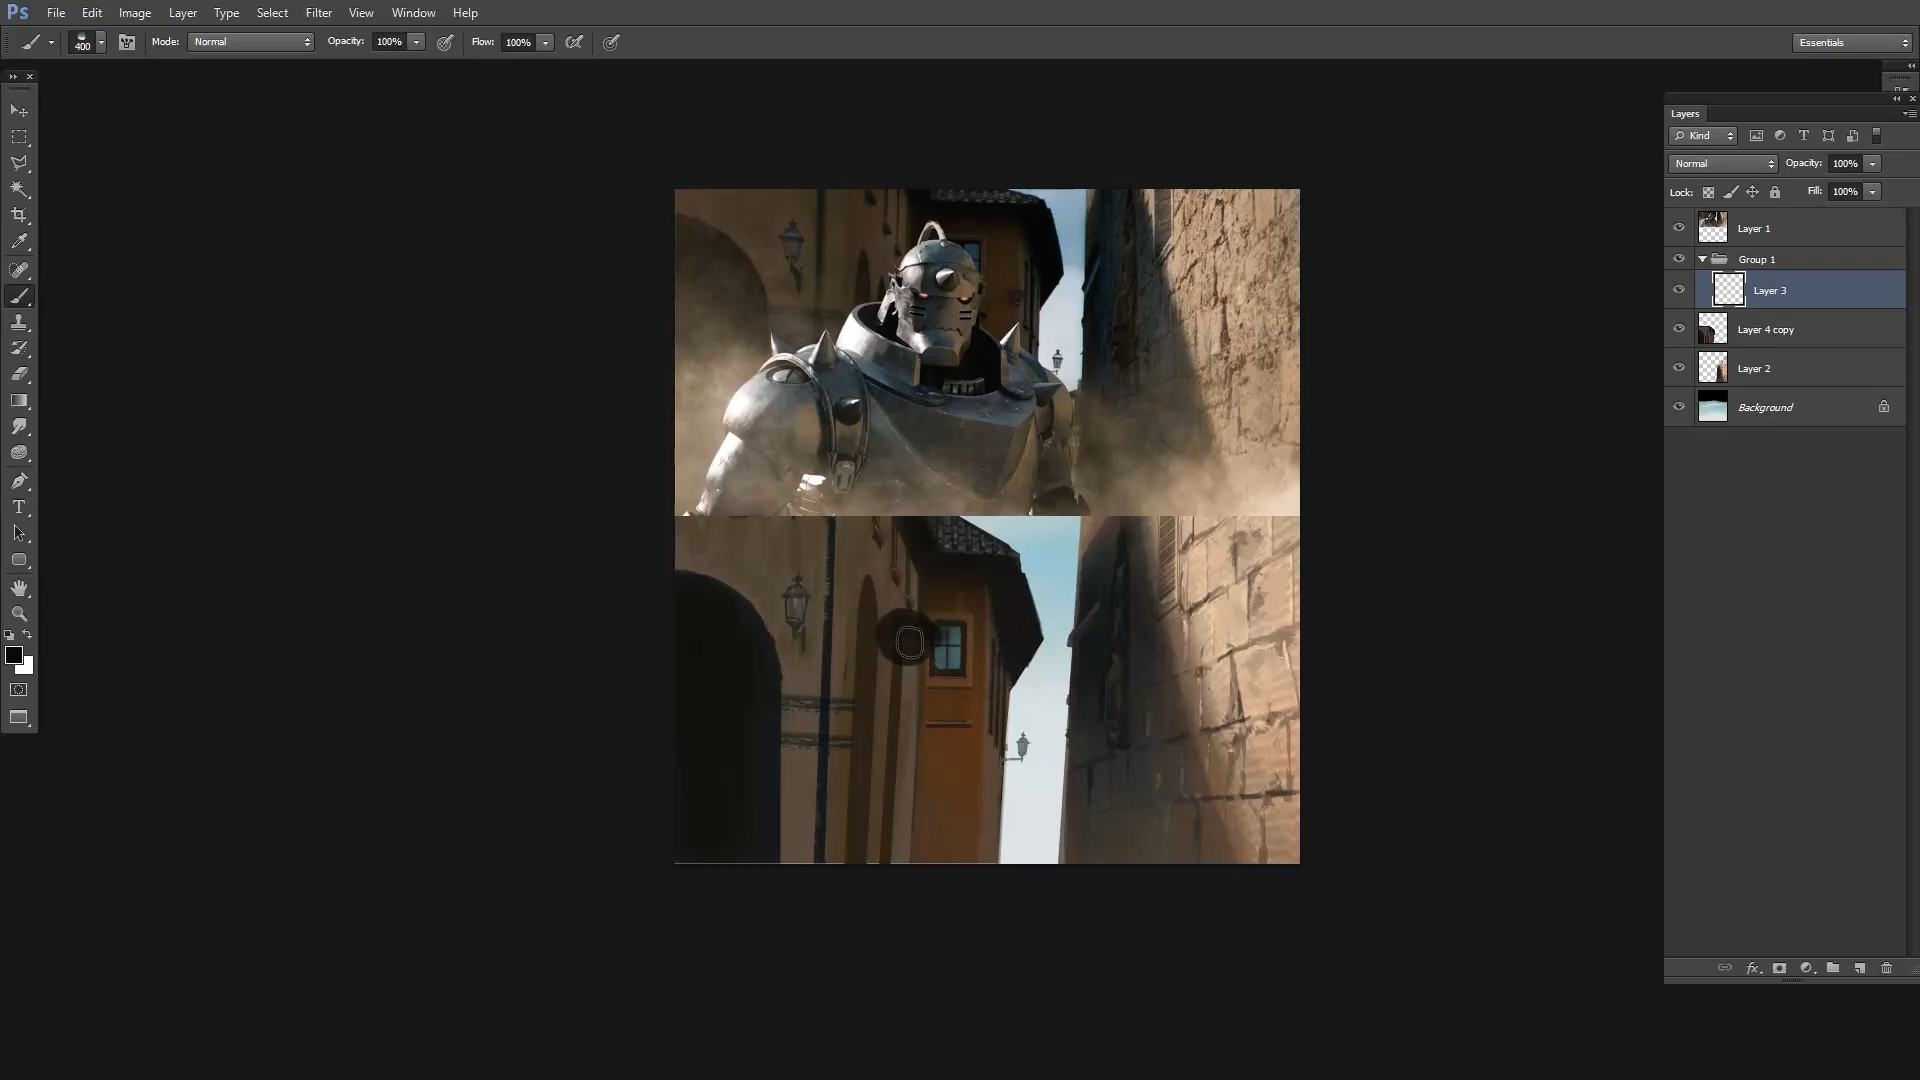 Ps File Edit Image Layer Type Select Filter View Window Help
400 Mode: Normal Opacity: 100% Flow: 100% Essentials
Layers
Kind
Normal Opacity: 100%
Lock: Fill: 100%
Layer 1
Group 1
Layer 3
Layer 4 copy
Layer 2
Background